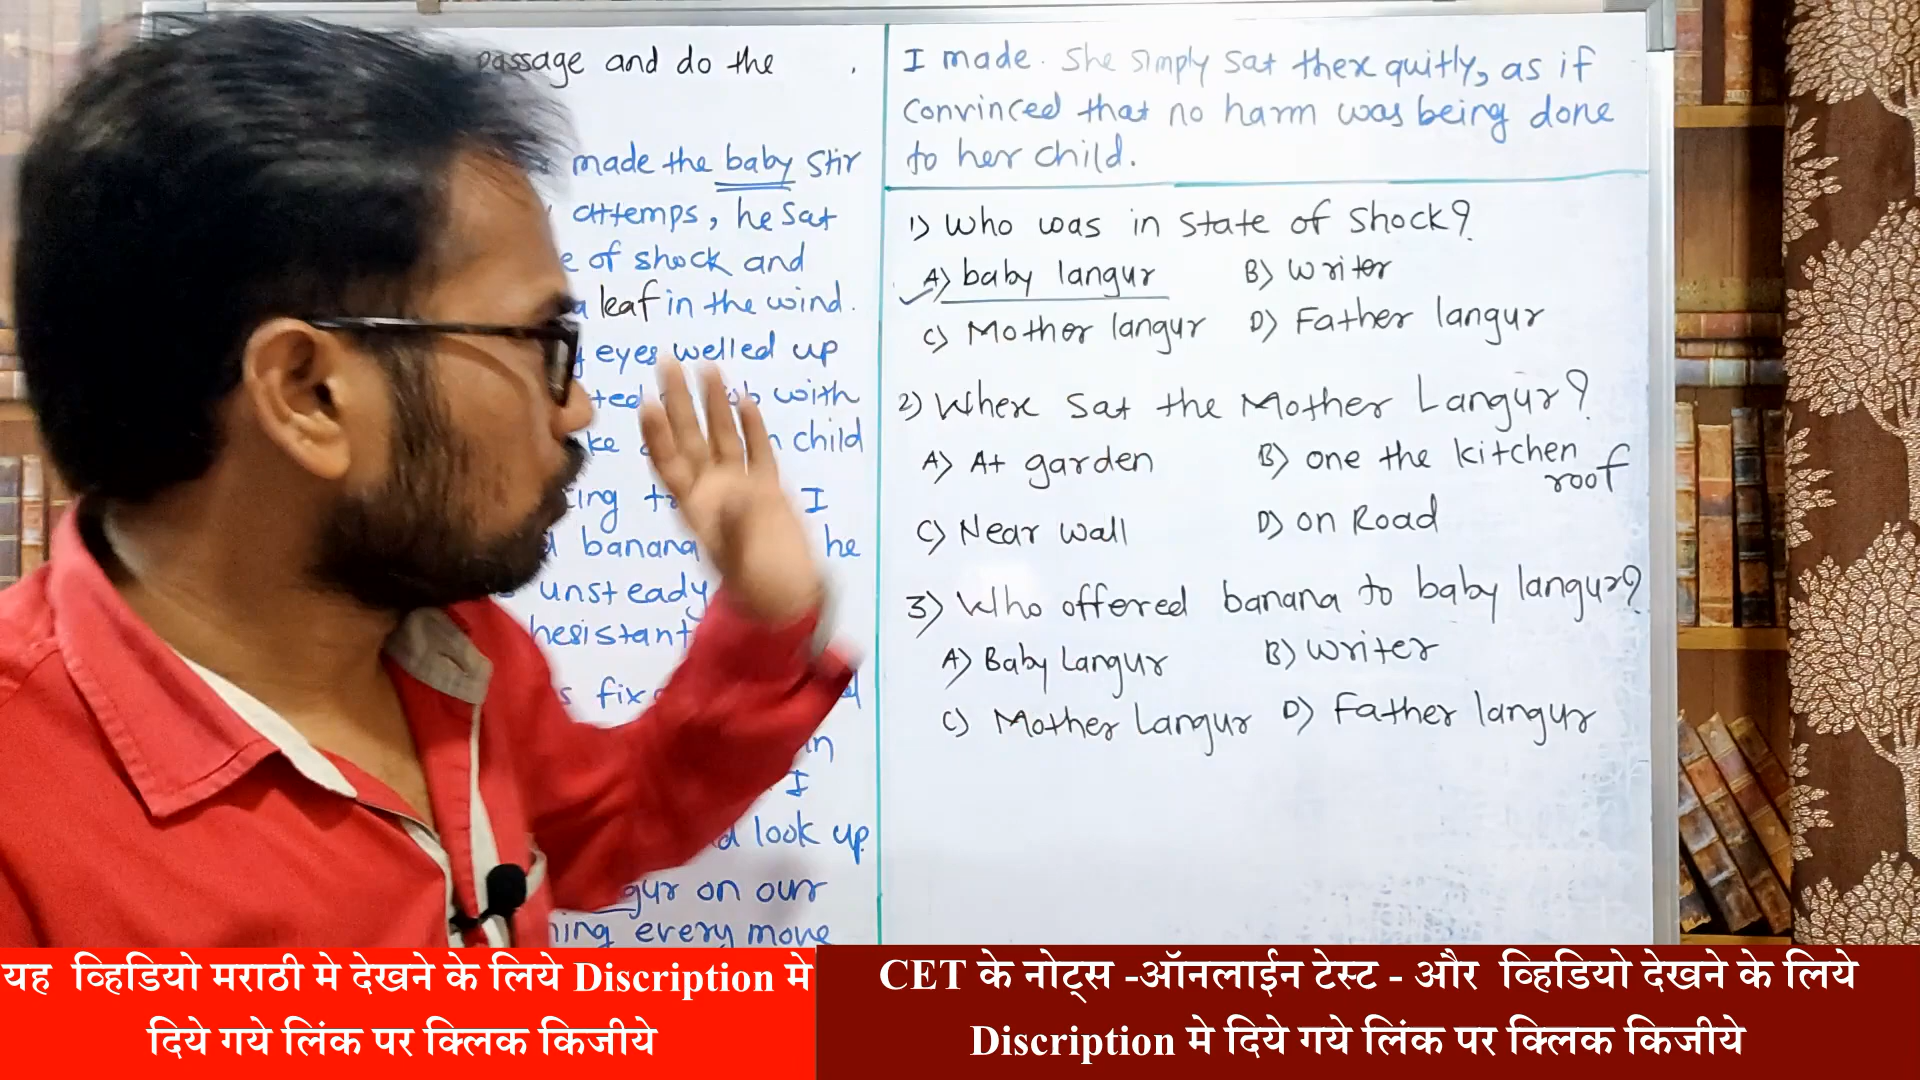 passage and do the
made the baby stir
attemps, he sat
of shock and
a leaf in the wind.
eyes welled up
with
child
I
banana he
unsteady
hesistant
in
I
look up
on our
every move
I made. She simply sat thex quitly, as if
convinced that no harm was being done
to her child.
1) Who was in state of shock?
A) baby langur B) writer
C) Mother langur D) Father langur
2) Whex sat the Mother Langur?
A) At garden B) one the kitchen
roof
C) Near wall D) on Road
3) Who offered banana to baby langur?
A) Baby Langur B) writer
C) Mother Langur D) Father langur
यह व्हिडियो मराठी मे देखने के लिये Discription मे
दिये गये लिंक पर क्लिक किजीये
CET के नोट्स -ऑनलाईन टेस्ट - और व्हिडियो देखने के लिये
Discription मे दिये गये लिंक पर क्लिक किजीये